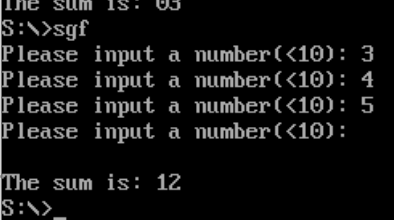 The sum is: 03
S:\>sgf
Please input a number(<10): 3
Please input a number(<10): 4
Please input a number(<10): 5
Please input a number(<10):
The sum is: 12
S:\>_